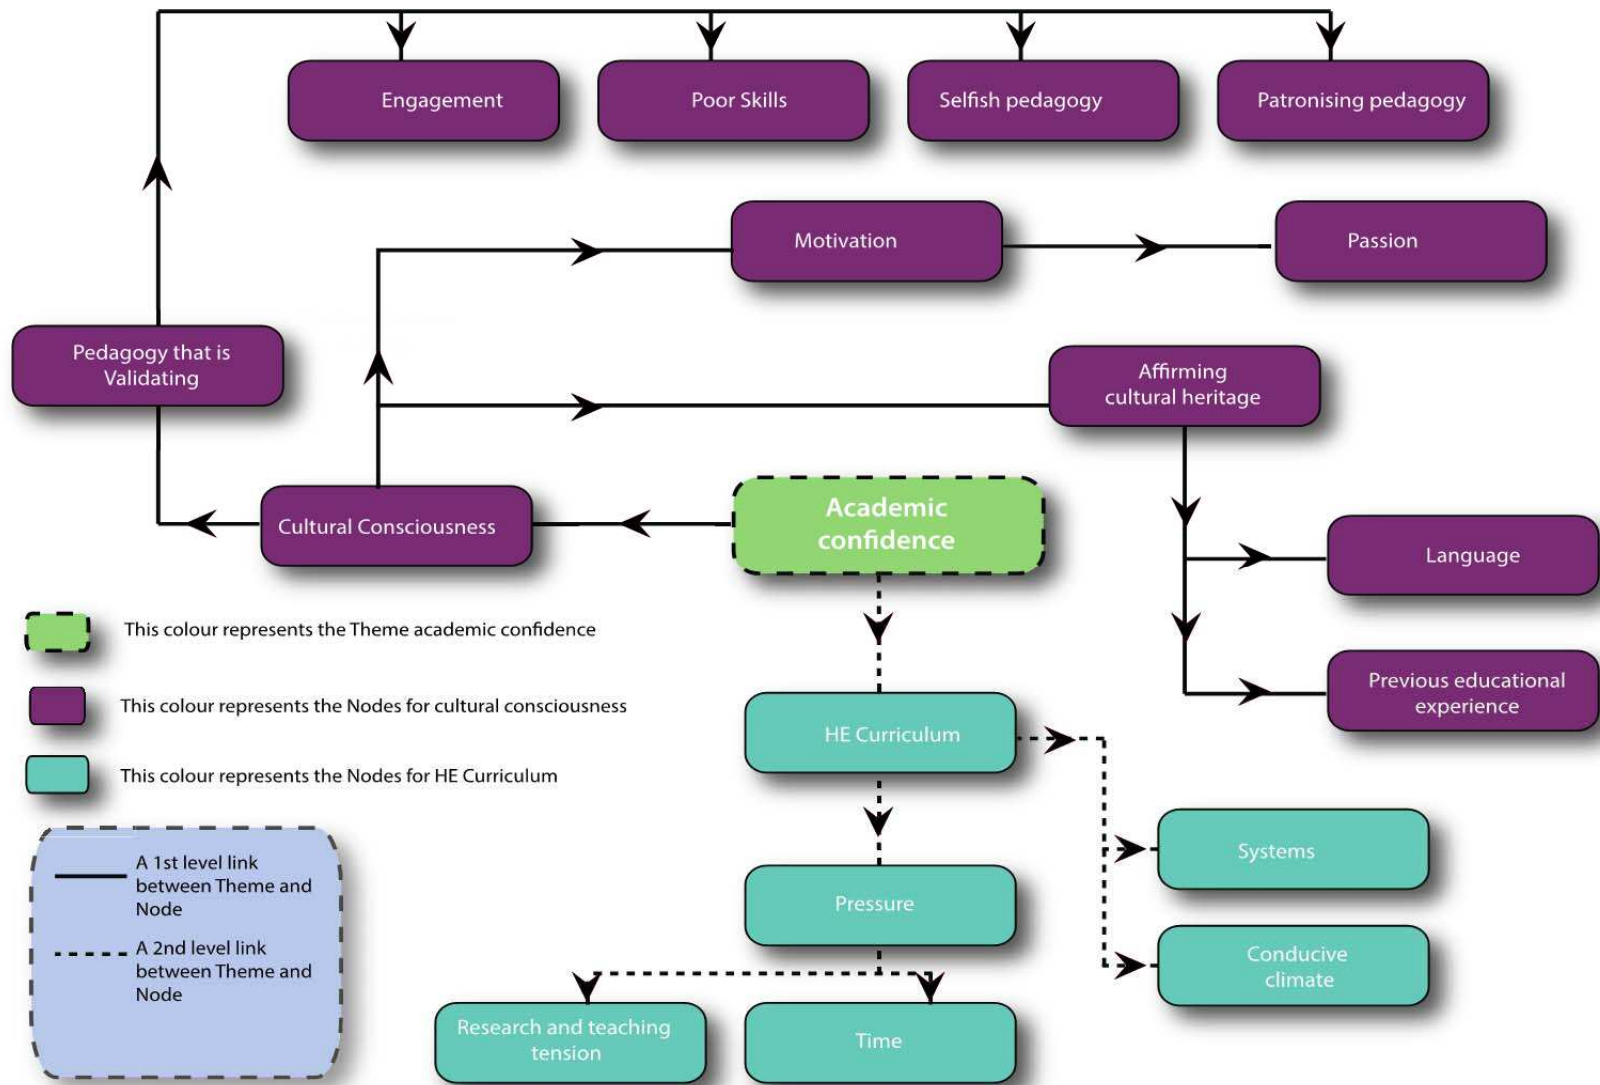 Engagement
Poor Skills
Selfish pedagogy
Patronising pedagogy
Motivation
Passion
Pedagogy that is
Validating
Affirming
cultural heritage
Cultural Consciousness
Academic
confidence
Language
Previous educational
experience
This colour represents the Theme academic confidence
This colour represents the Nodes for cultural consciousness
This colour represents the Nodes for HE Curriculum
HE Curriculum
Systems
Pressure
Conducive
climate
Research and teaching
tension
Time
A 1st level link
between Theme and
Node
A 2nd level link
between Theme and
Node